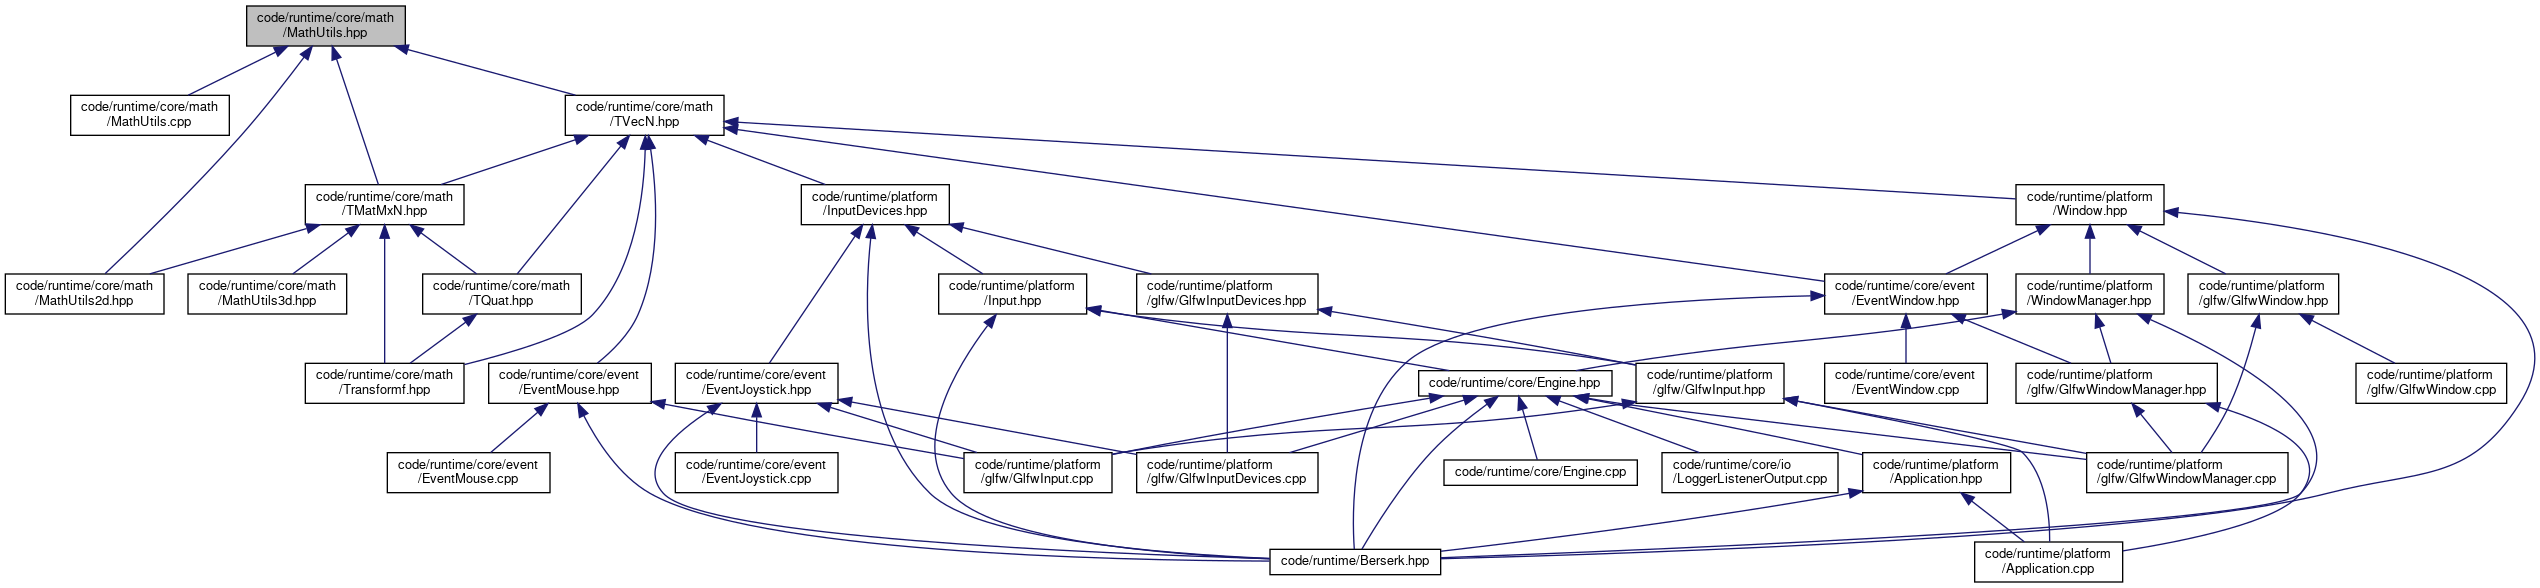 code/runtime/core/math
/MathUtils.hpp
code/runtime/core/math
/MathUtils.cpp
code/runtime/core/math
/TVecN.hpp
code/runtime/core/math
/TMatMxN.hpp
code/runtime/platform
/InputDevices.hpp
code/runtime/platform
/Window.hpp
code/runtime/core/math
/MathUtils2d.hpp
code/runtime/core/math
/MathUtils3d.hpp
code/runtime/core/math
/TQuat.hpp
code/runtime/platform
/Input.hpp
code/runtime/platform
/glfw/GlfwInputDevices.hpp
code/runtime/core/event
/EventWindow.hpp
code/runtime/platform
/WindowManager.hpp
code/runtime/platform
/glfw/GlfwWindow.hpp
code/runtime/core/math
/Transformf.hpp
code/runtime/core/event
/EventMouse.hpp
code/runtime/core/event
/EventJoystick.hpp
code/runtime/core/Engine.hpp
code/runtime/platform
/glfw/GlfwInput.hpp
code/runtime/core/event
/EventWindow.cpp
code/runtime/platform
/glfw/GlfwWindowManager.hpp
code/runtime/platform
/glfw/GlfwWindow.cpp
code/runtime/core/event
/EventMouse.cpp
code/runtime/core/event
/EventJoystick.cpp
code/runtime/platform
/glfw/GlfwInput.cpp
code/runtime/platform
/glfw/GlfwInputDevices.cpp
code/runtime/core/Engine.cpp
code/runtime/core/io
/LoggerListenerOutput.cpp
code/runtime/platform
/Application.hpp
code/runtime/platform
/glfw/GlfwWindowManager.cpp
code/runtime/Berserk.hpp
code/runtime/platform
/Application.cpp